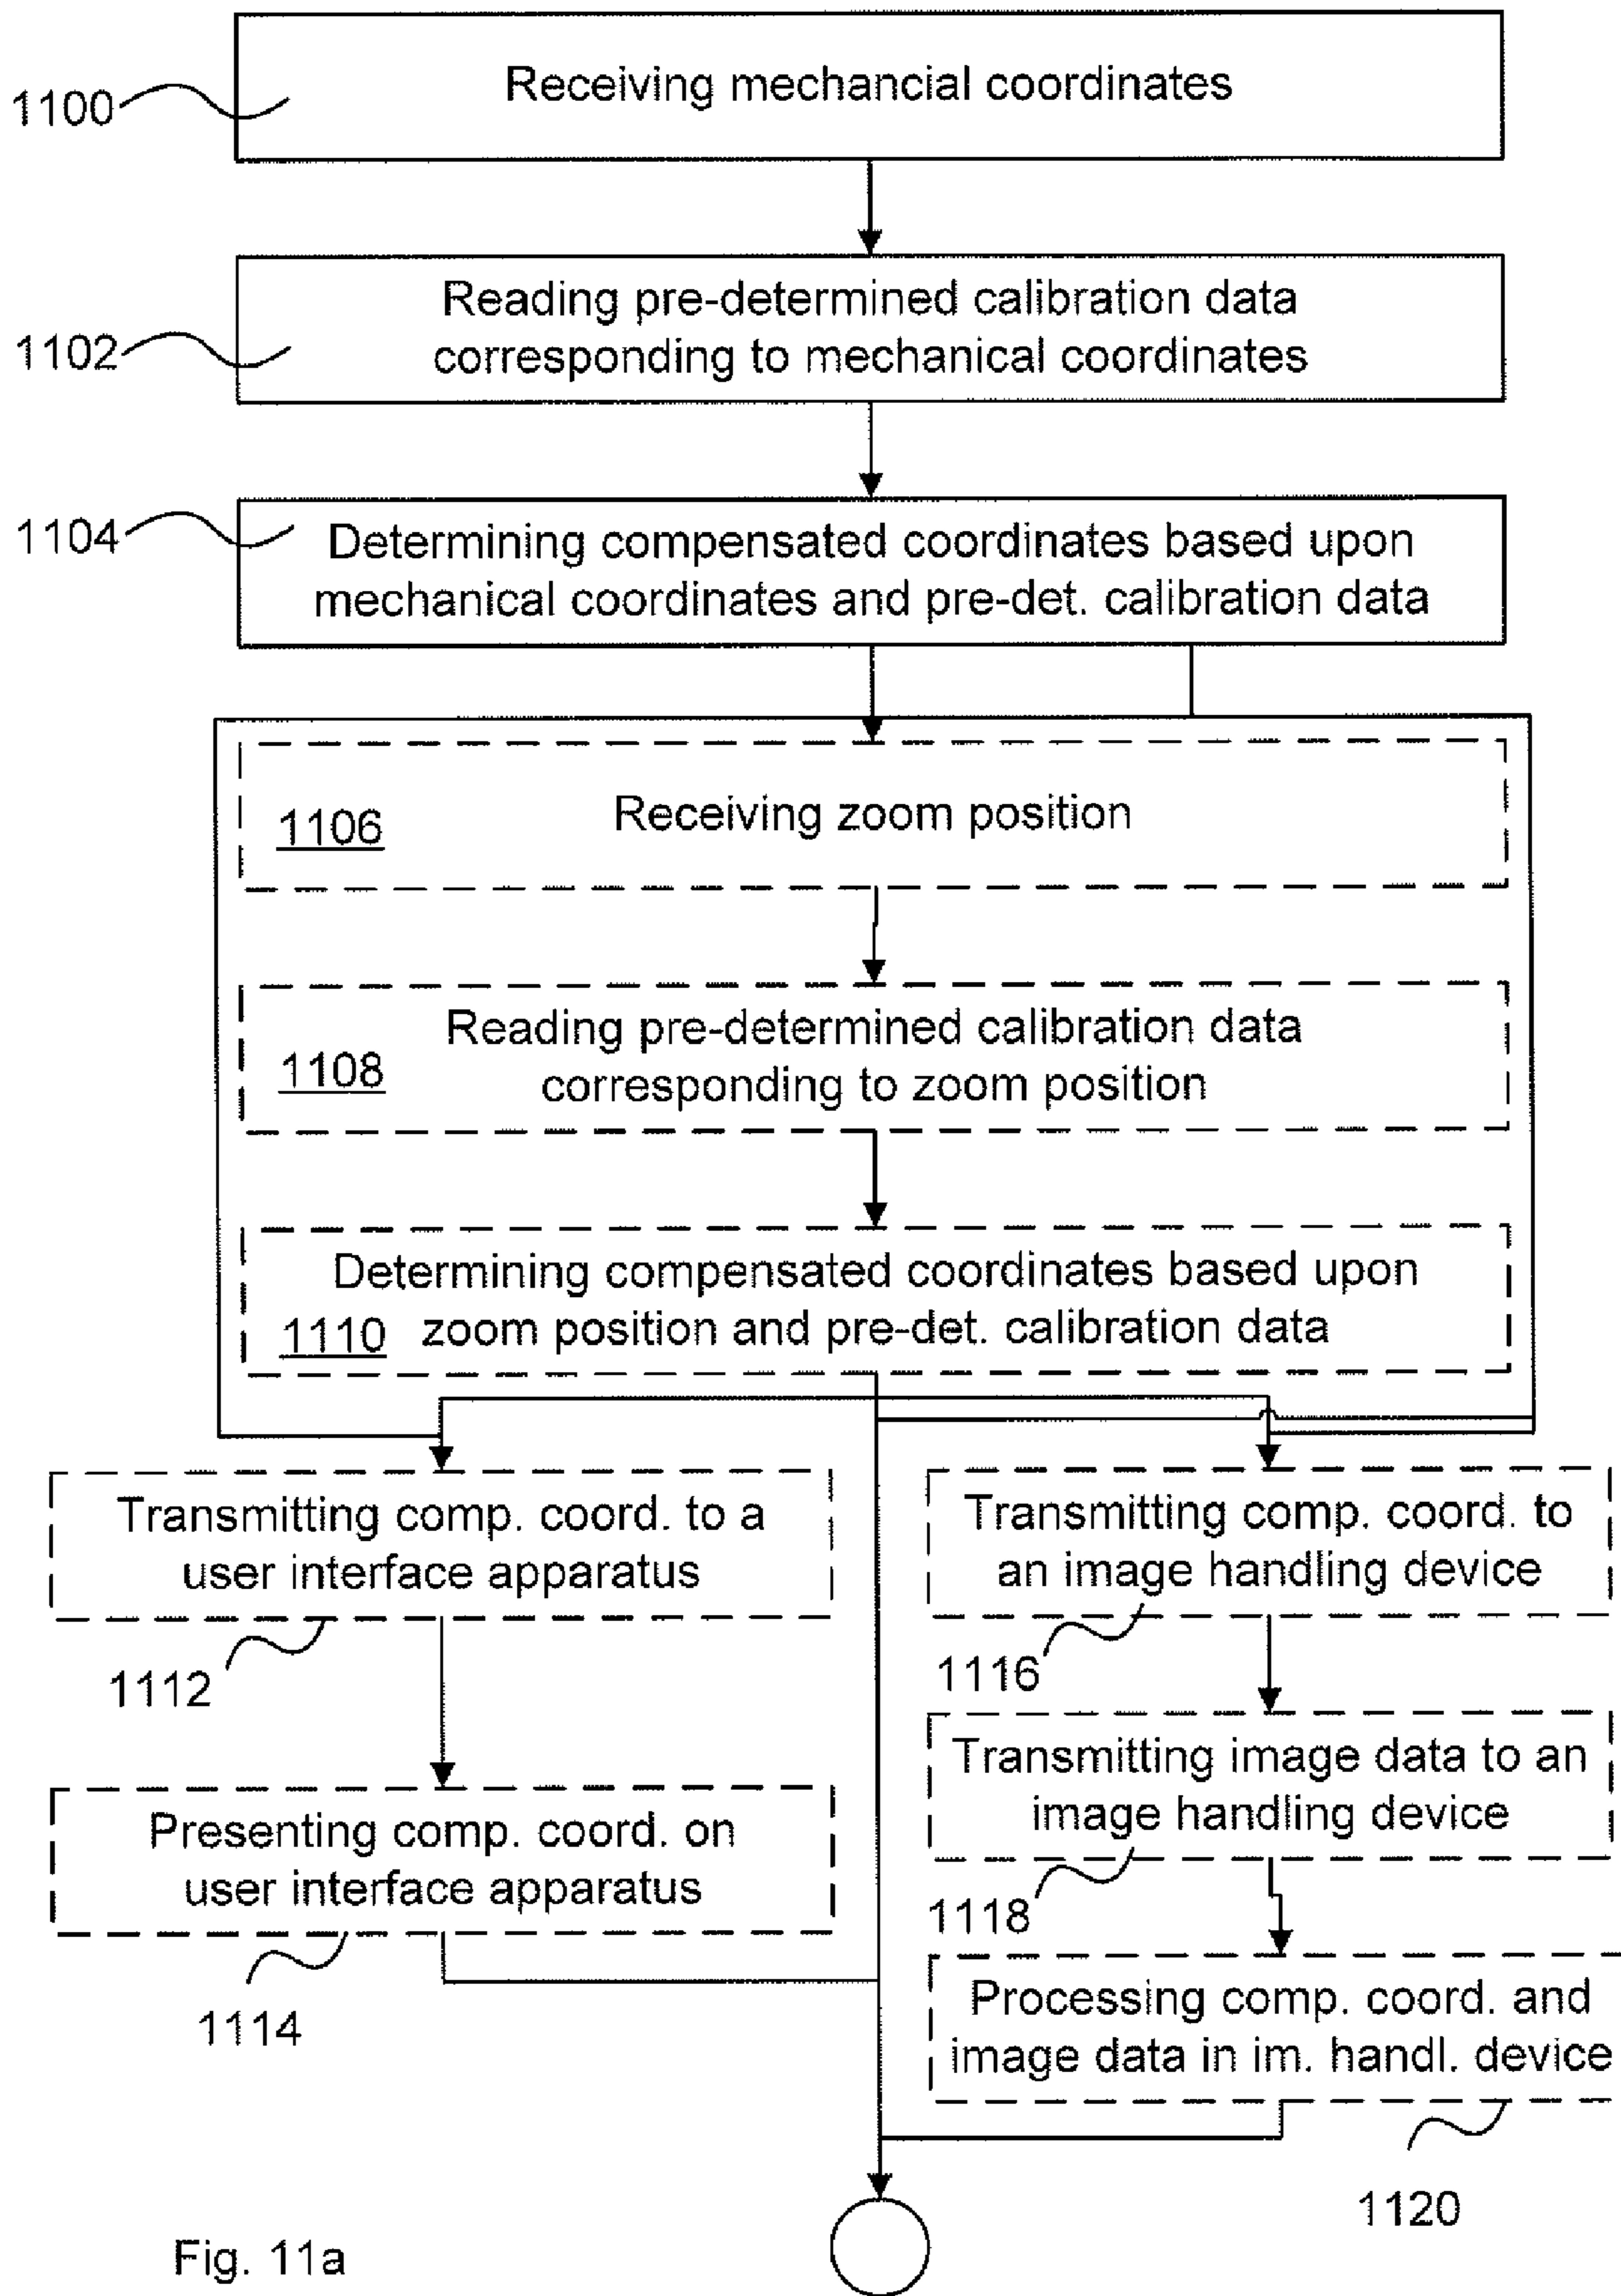 Receiving mechancial coordinates
1100
Reading pre-determined calibration data
corresponding to mechanical coordinates
1102
1104
Determining compensated coordinates based upon
mechanical coordinates and pre-det. calibration data
Receiving zoom position
1106
Reading pre-determined calibration data
1108
corresponding to zoom position
Determining compensated coordinates based upon
1110
zoom position and pre-det. calibration data
Transmitting comp. coord. to a
user interface apparatus
1112
Presenting comp. coord. on
user interface apparatus
1114
Transmitting comp. coord. to
an image handling device
1116
Transmitting image data to an
image handling device
1118
Processing comp. coord. and
image data in im. handl. device
1120
Fig. 11a